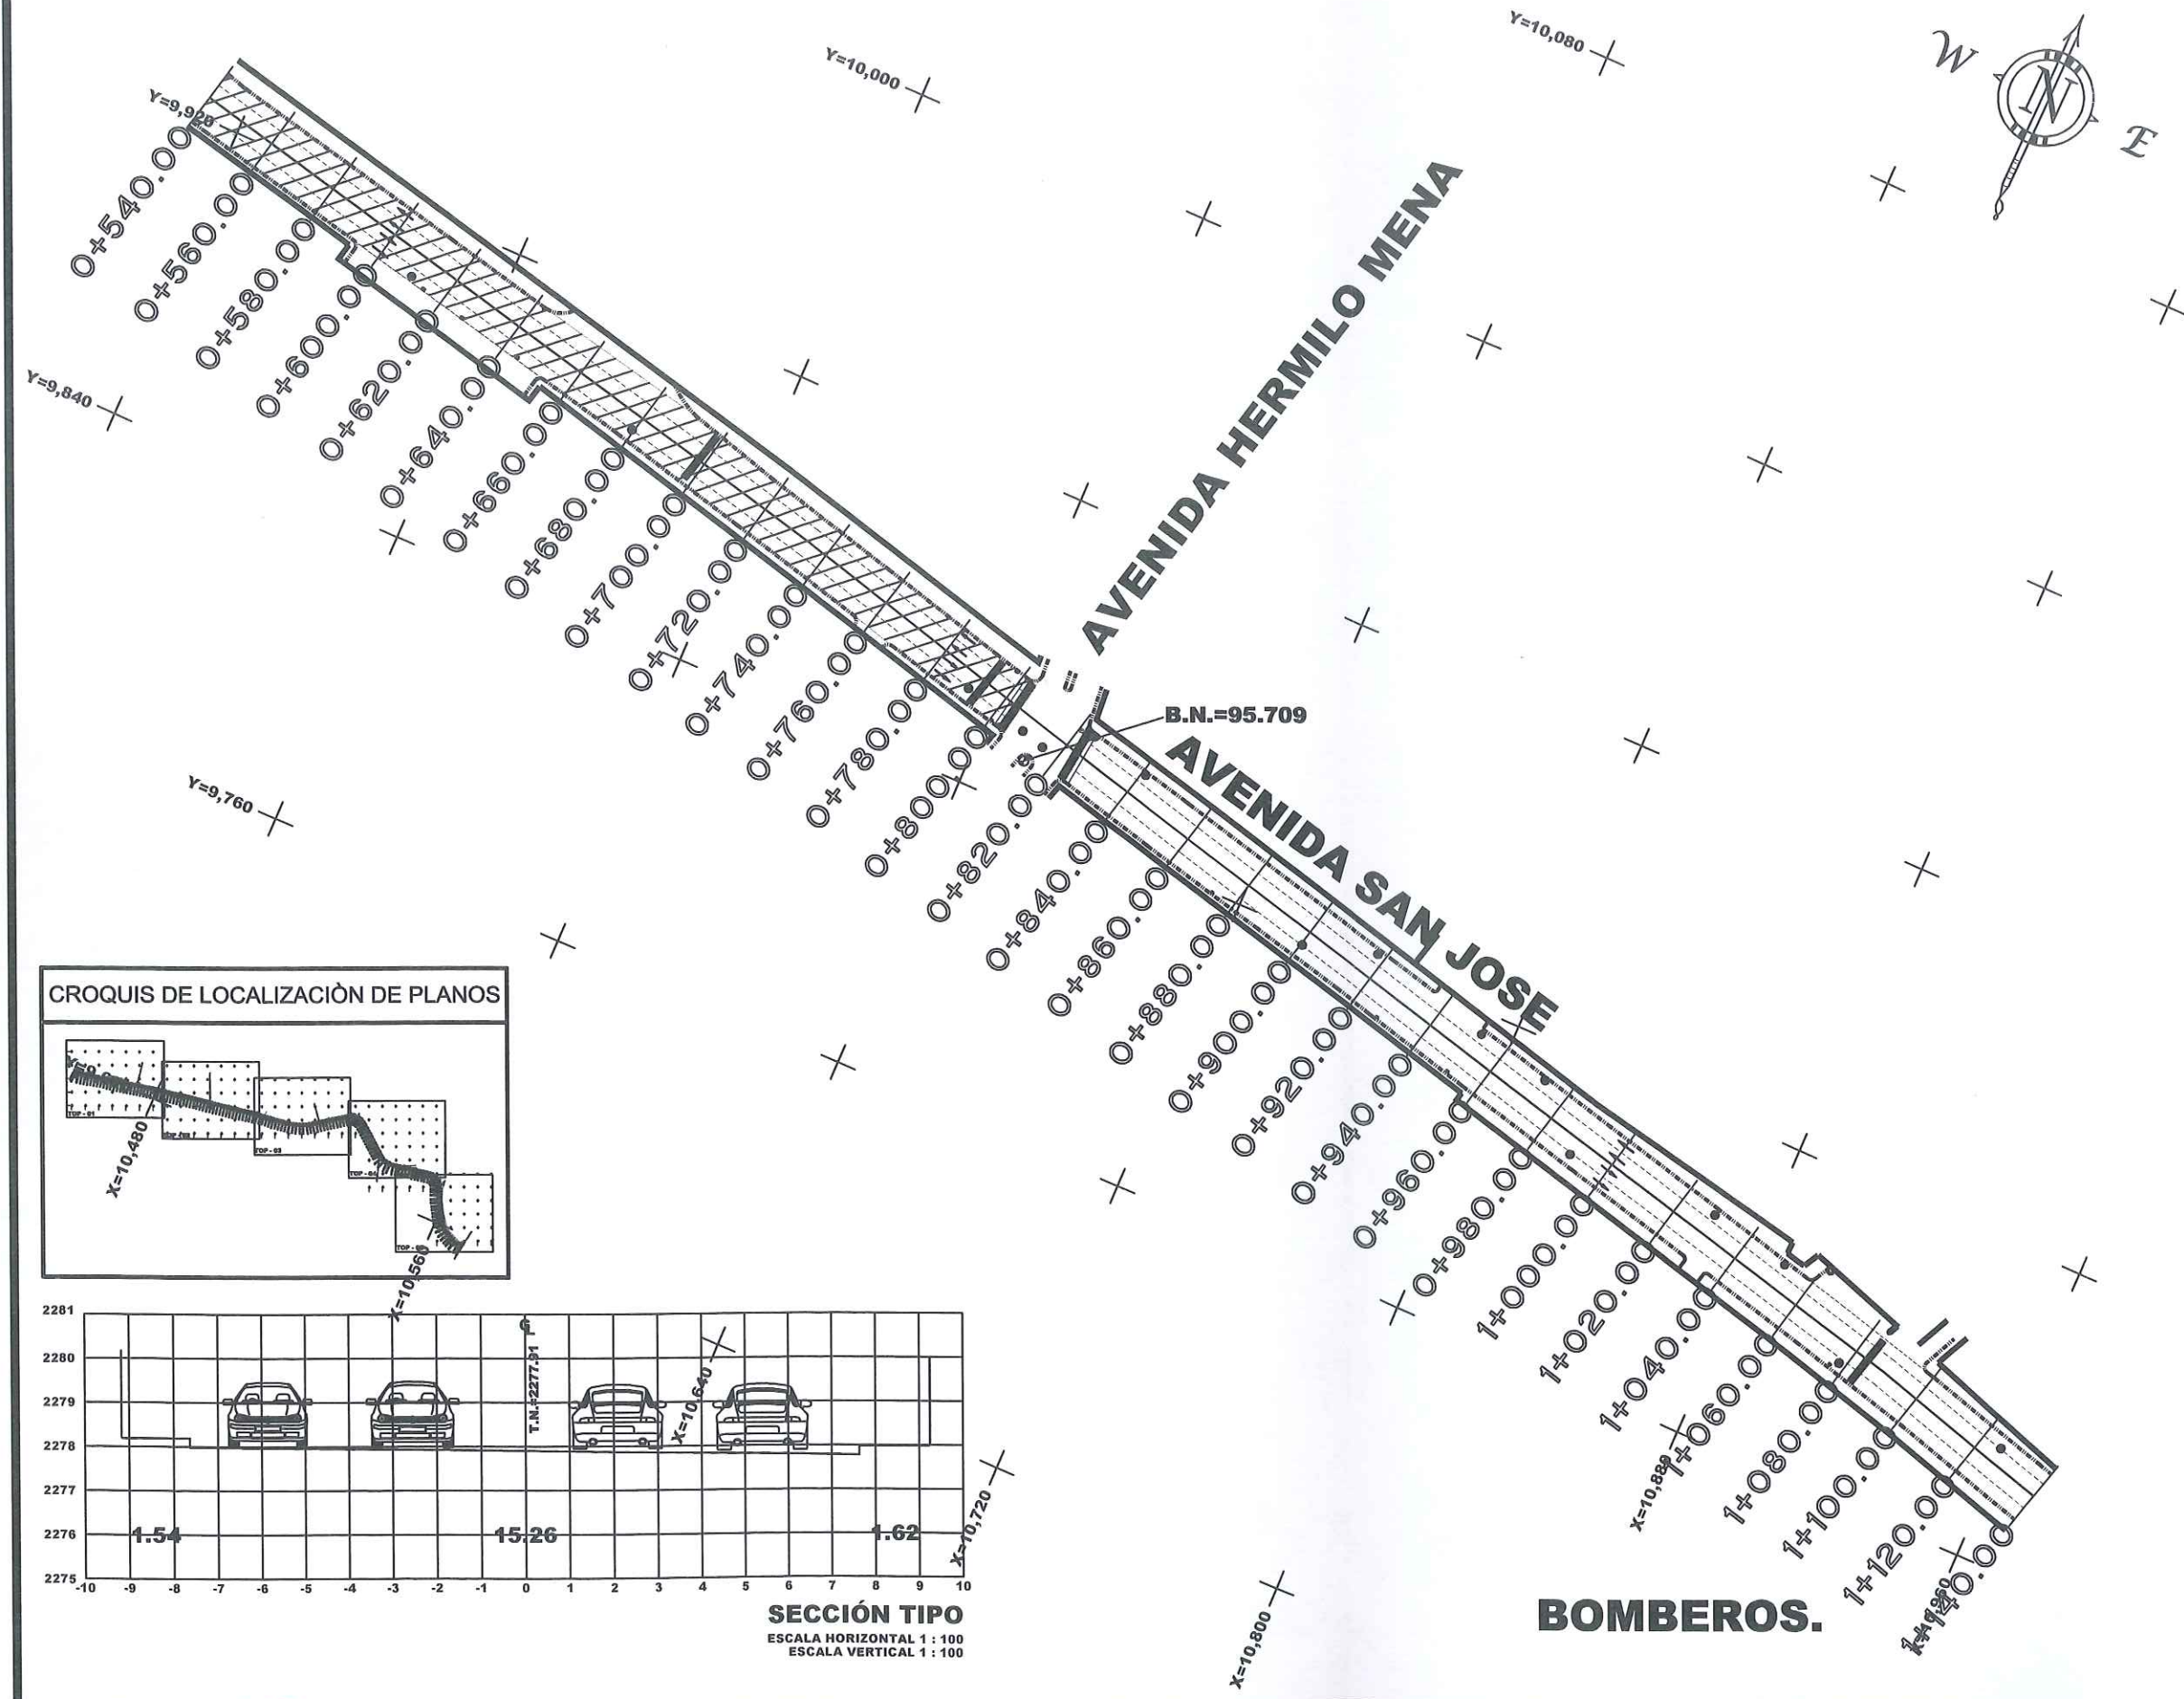 Y=10,080
Y=10,000
W
N
E
Y=9,920
0+540.00
0+560.00
0+580.00
0+600.00
0+620.00
0+640.00
0+660.00
0+680.00
0+700.00
0+720.00
0+740.00
0+760.00
0+780.00
0+800.00
0+820.00
0+840.00
0+860.00
0+880.00
0+900.00
0+920.00
0+940.00
0+960.00
0+980.00
1+000.00
1+020.00
1+040.00
1+060.00
1+080.00
1+100.00
1+120.00
1+140.00
Y=9,840
Y=9,760
AVENIDA HERMILO MENA
B.N.=95.709
AVENIDA SAN JOSE
CROQUIS DE LOCALIZACIÒN DE PLANOS
TOP - 01
TOP - 03
X=10,480
X=10,560
X=10,640
X=10,720
X=10,800
X=10,880
BOMBEROS.
2281
2280
2279
2278
2277
2276
2275
T.N.=2277.91
1.54
15.26
1.62
-10 -9 -8 -7 -6 -5 -4 -3 -2 -1 0 1 2 3 4 5 6 7 8 9 10
SECCIÓN TIPO
ESCALA HORIZONTAL 1 : 100
ESCALA VERTICAL 1 : 100